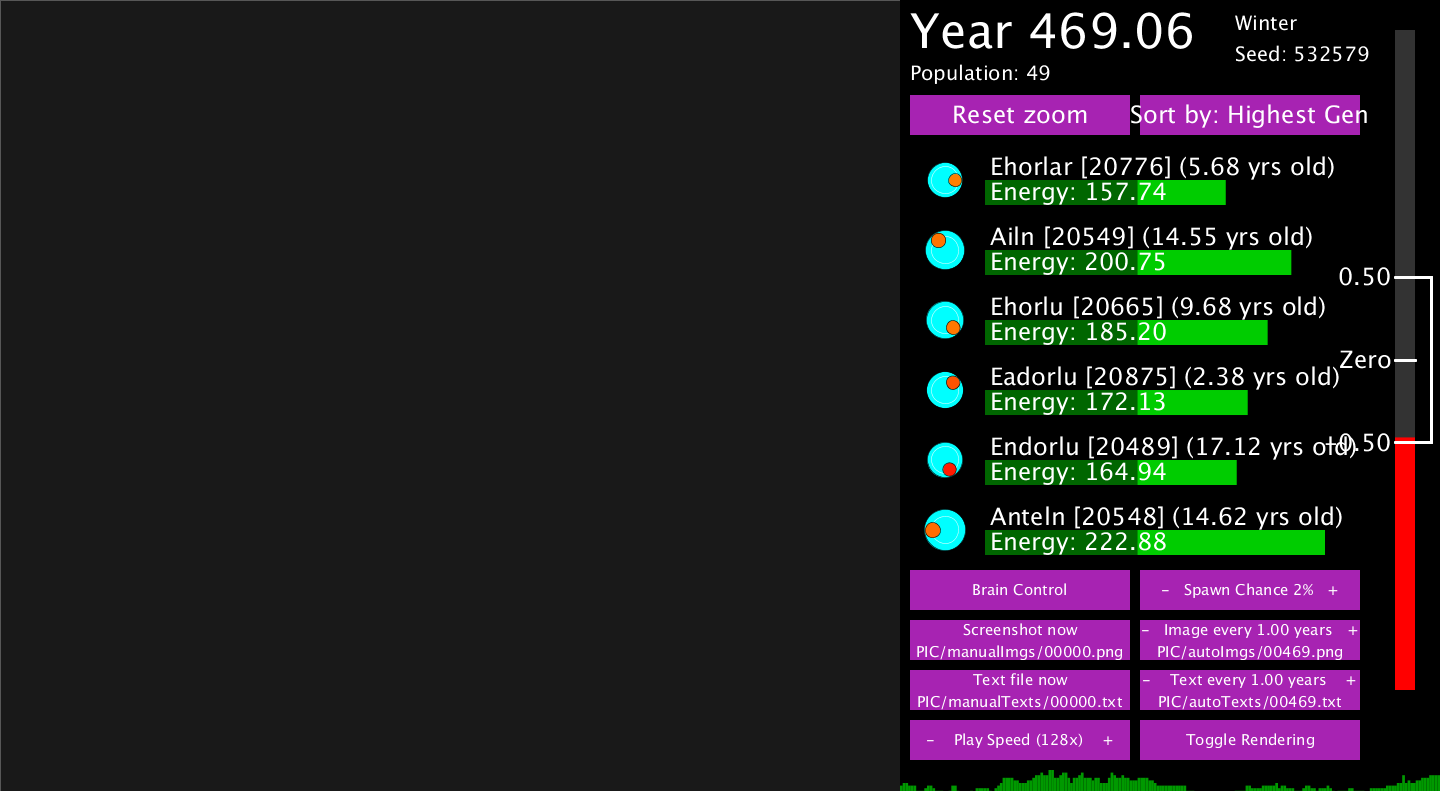 Year 469.06
Winter
Seed: 532579
Population: 49
Reset zoom
Sort by: Highest Gen
Ehorlar [20776] (5.68 yrs old)
Energy: 157.74
Ailn [20549] (14.55 yrs old)
Energy: 200.75
0.50
Ehorlu [20665] (9.68 yrs old)
Energy: 185.20
Zero
Eadorlu [20875] (2.38 yrs old)
Energy: 172.13
Endorlu [20489] (17.12 yrs old)
-0.50
Energy: 164.94
Anteln [20548] (14.62 yrs old)
Energy: 222.88
Brain Control
- Spawn Chance 2% +
Screenshot now
PIC/manualImgs/00000.png
- Image every 1.00 years +
PIC/autoImgs/00469.png
Text file now
PIC/manualTexts/00000.txt
- Text every 1.00 years +
PIC/autoTexts/00469.txt
- Play Speed (128x) +
Toggle Rendering